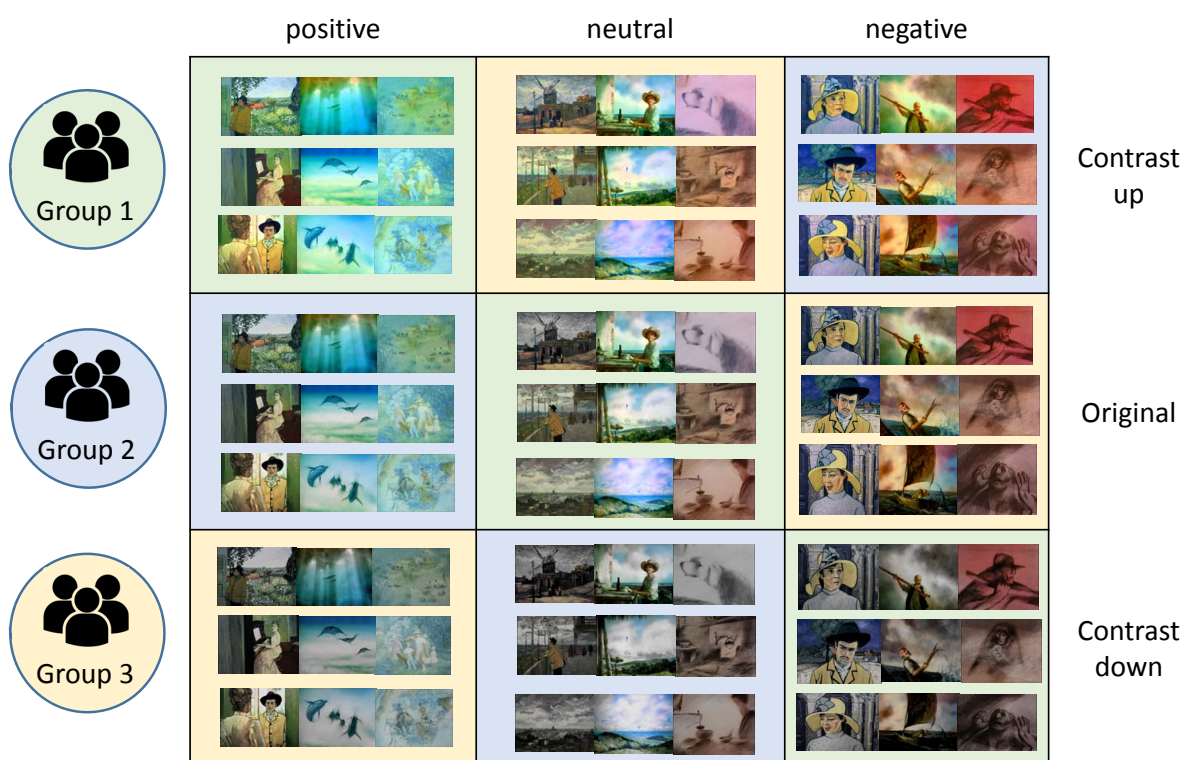 positive neutral negative
Group 1
Contrast
up
Group 2
Original
Group 3
Contrast
down